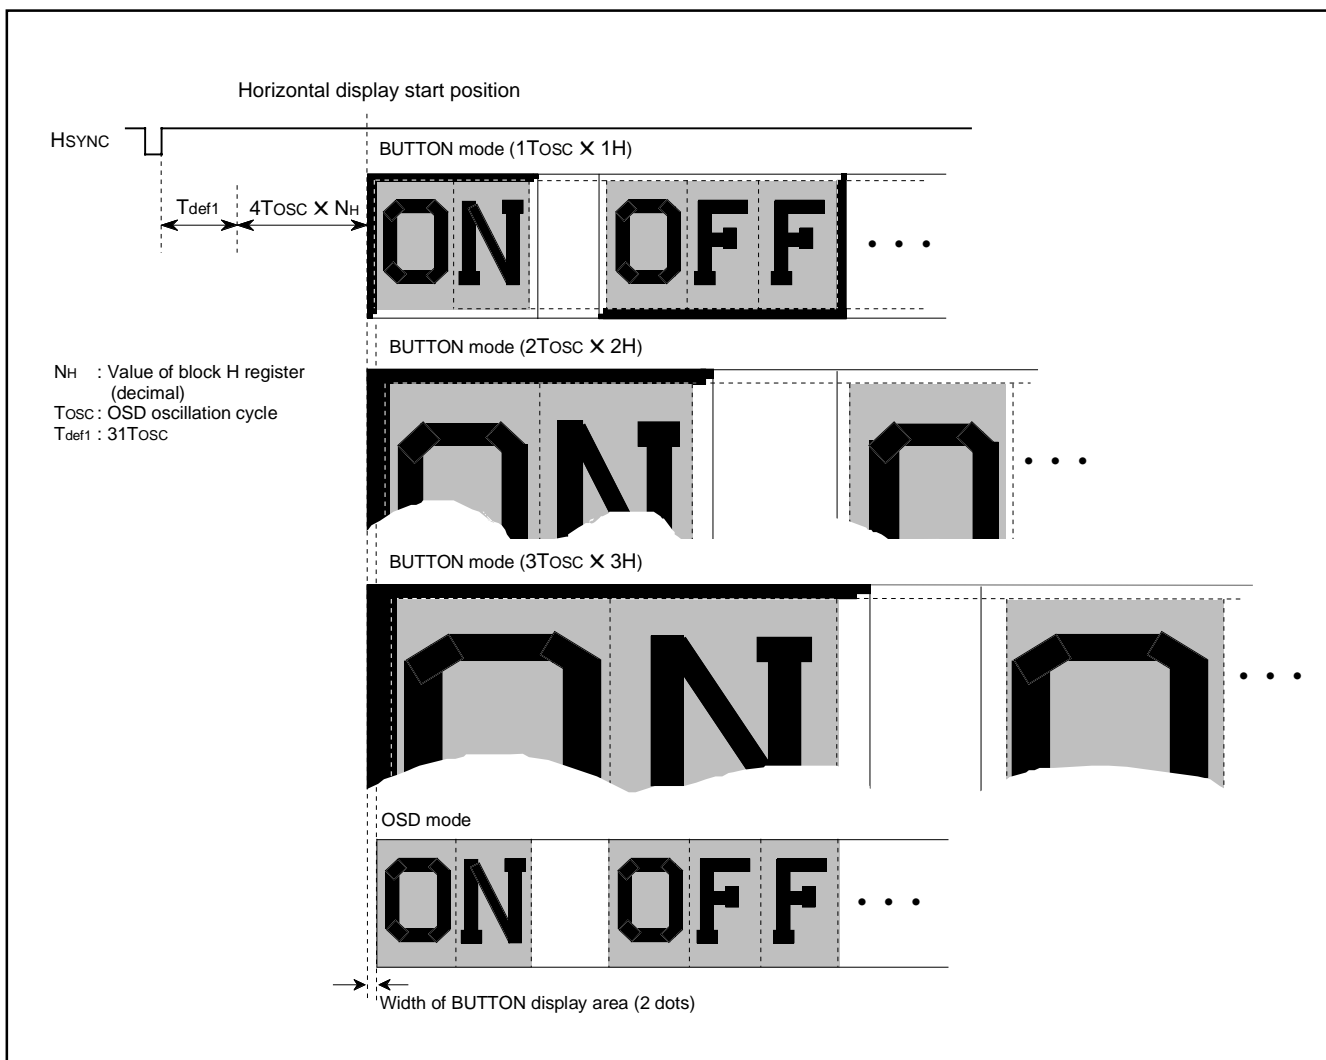 Horizontal display start position
HSYNC
BUTTON mode (1TOSC X 1H)
Tdef1
4TOSC X NH
ON OFF • • •
BUTTON mode (2TOSC X 2H)
NH : Value of block H register
(decimal)
TOSC : OSD oscillation cycle
Tdef1 : 31TOSC
ON O • • •
BUTTON mode (3TOSC X 3H)
ON O • • •
OSD mode
ON OFF • • •
Width of BUTTON display area (2 dots)